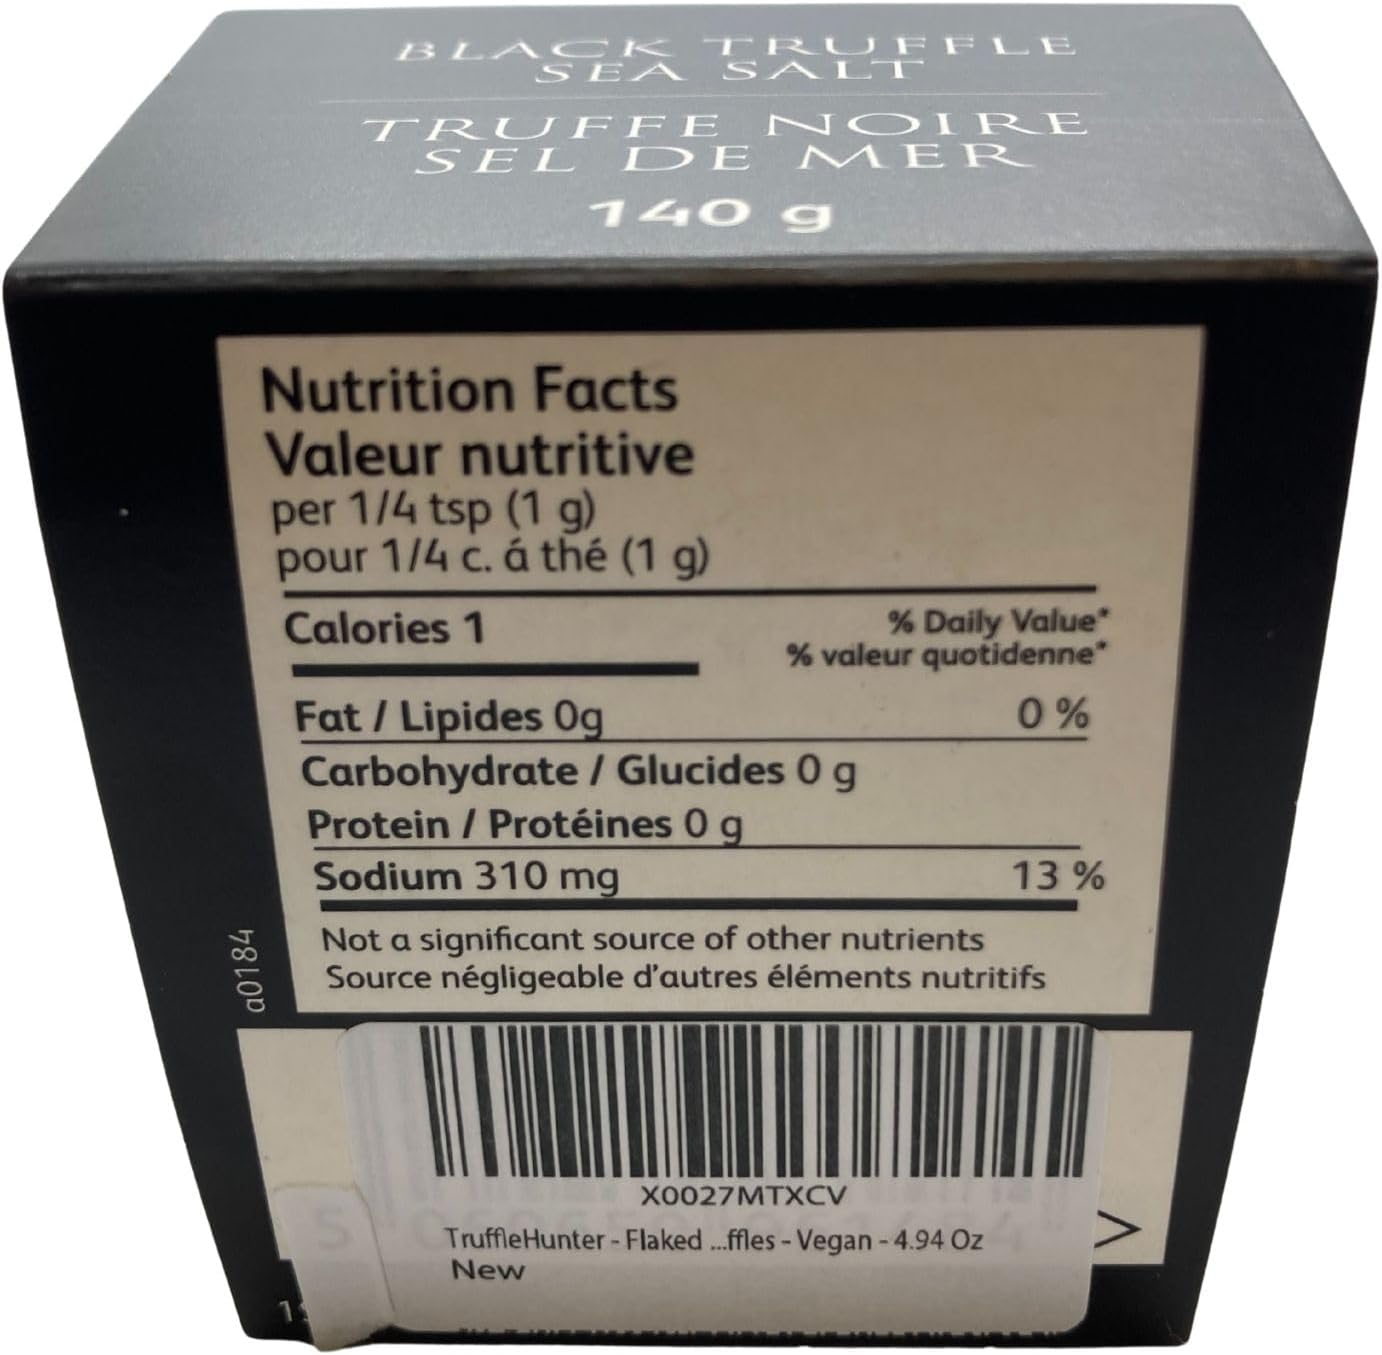 BLACK TRUFFLE
SEA SALT
TRUFFE NOIRE
SEL DE MER
140 g
Nutrition Facts
Valeur nutritive
per 1/4 tsp (1 g)
pour 1/4 c. á thé (1 g)
Calories 1
% Daily Value*
% valeur quotidenne*
Fat / Lipides 0g 0 %
Carbohydrate / Glucides 0 g
Protein / Protéines 0 g
Sodium 310 mg 13 %
Not a significant source of other nutrients
Source négligeable d'autres éléments nutritifs
a0184
X0027MTXCV
TruffleHunter - Flaked ...ffles - Vegan - 4.94 Oz
New